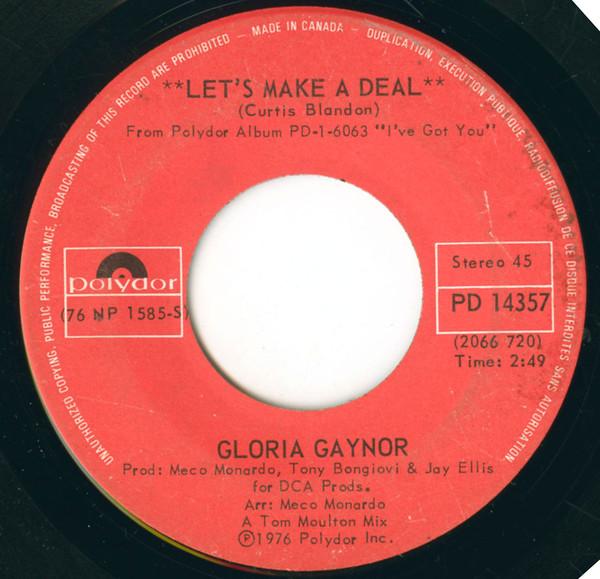 UNAUTHORIZED COPYING, PUBLIC PERFORMANCE, BROADCASTING OF THIS RECORD ARE PROHIBITED – MADE IN CANADA – DUPLICATION, EXECUTION PUBLIQUE, RADIODIFFUSION DE CE DISQUE INTERDITES SANS AUTORISATION
**LET'S MAKE A DEAL**
(Curtis Blandon)
From Polydor Album PD-1-6063 "I've Got You"
polydor
(76 NP 1585-S)
Stereo 45
PD 14357
(2066 720)
Time: 2:49
GLORIA GAYNOR
Prod: Meco Monardo, Tony Bongiovi & Jay Ellis
for DCA Prods.
Arr: Meco Monardo
A Tom Moulton Mix
Ⓟ1976 Polydor Inc.